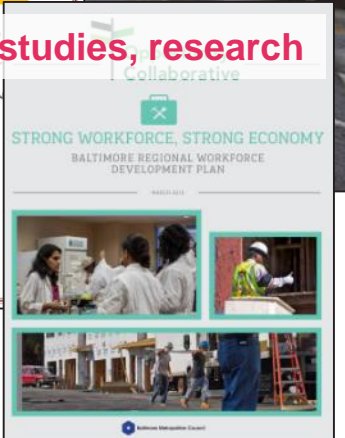 studies, research
Collaborative
STRONG WORKFORCE, STRONG ECONOMY
BALTIMORE REGIONAL WORKFORCE
DEVELOPMENT PLAN
Baltimore Metropolitan Council